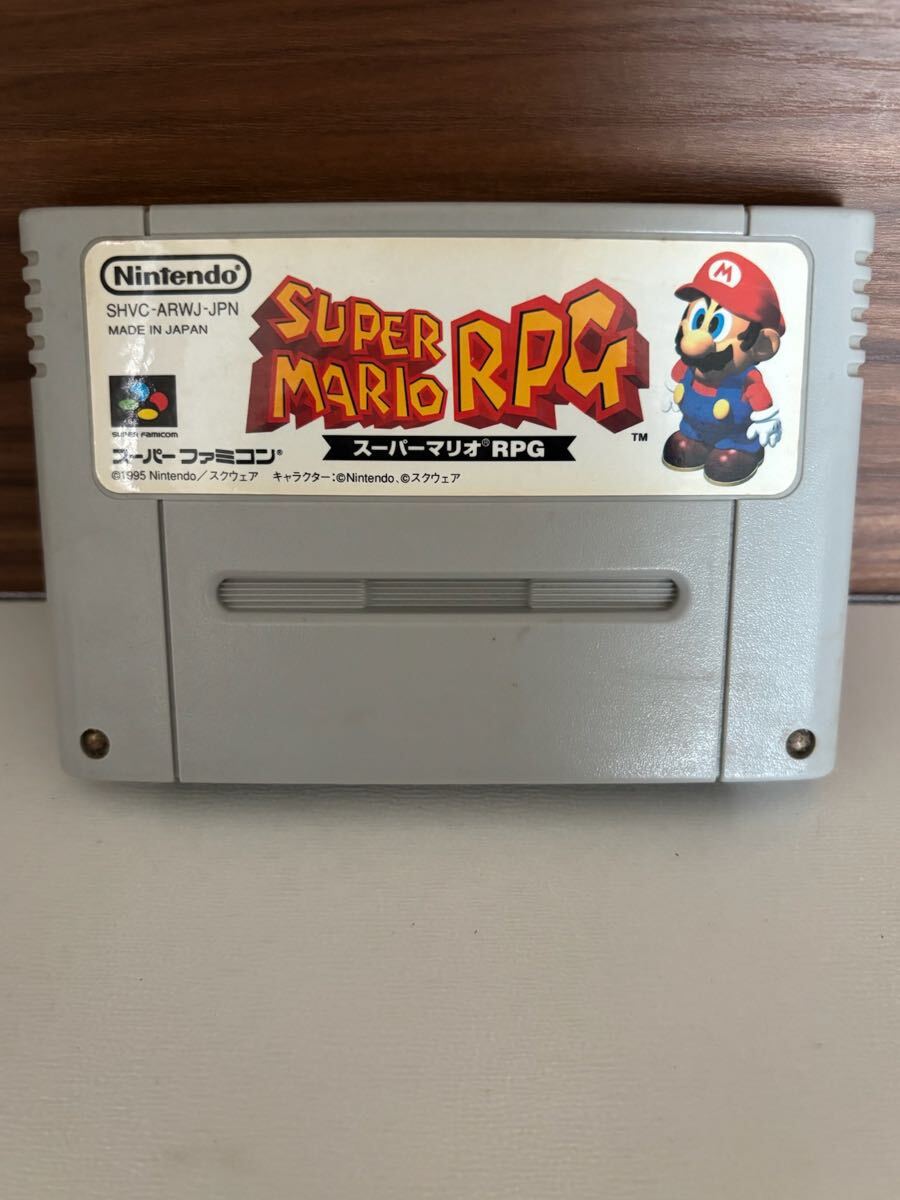 Nintendo®
SHVC-ARWJ-JPN
MADE IN JAPAN
SUPER FAMICOM
スーパーファミコン®
SUPER
MARIO
RPG
™
スーパーマリオ®RPG
M
©1995 Nintendo/スクウェア キャラクター:©Nintendo、©スクウェア